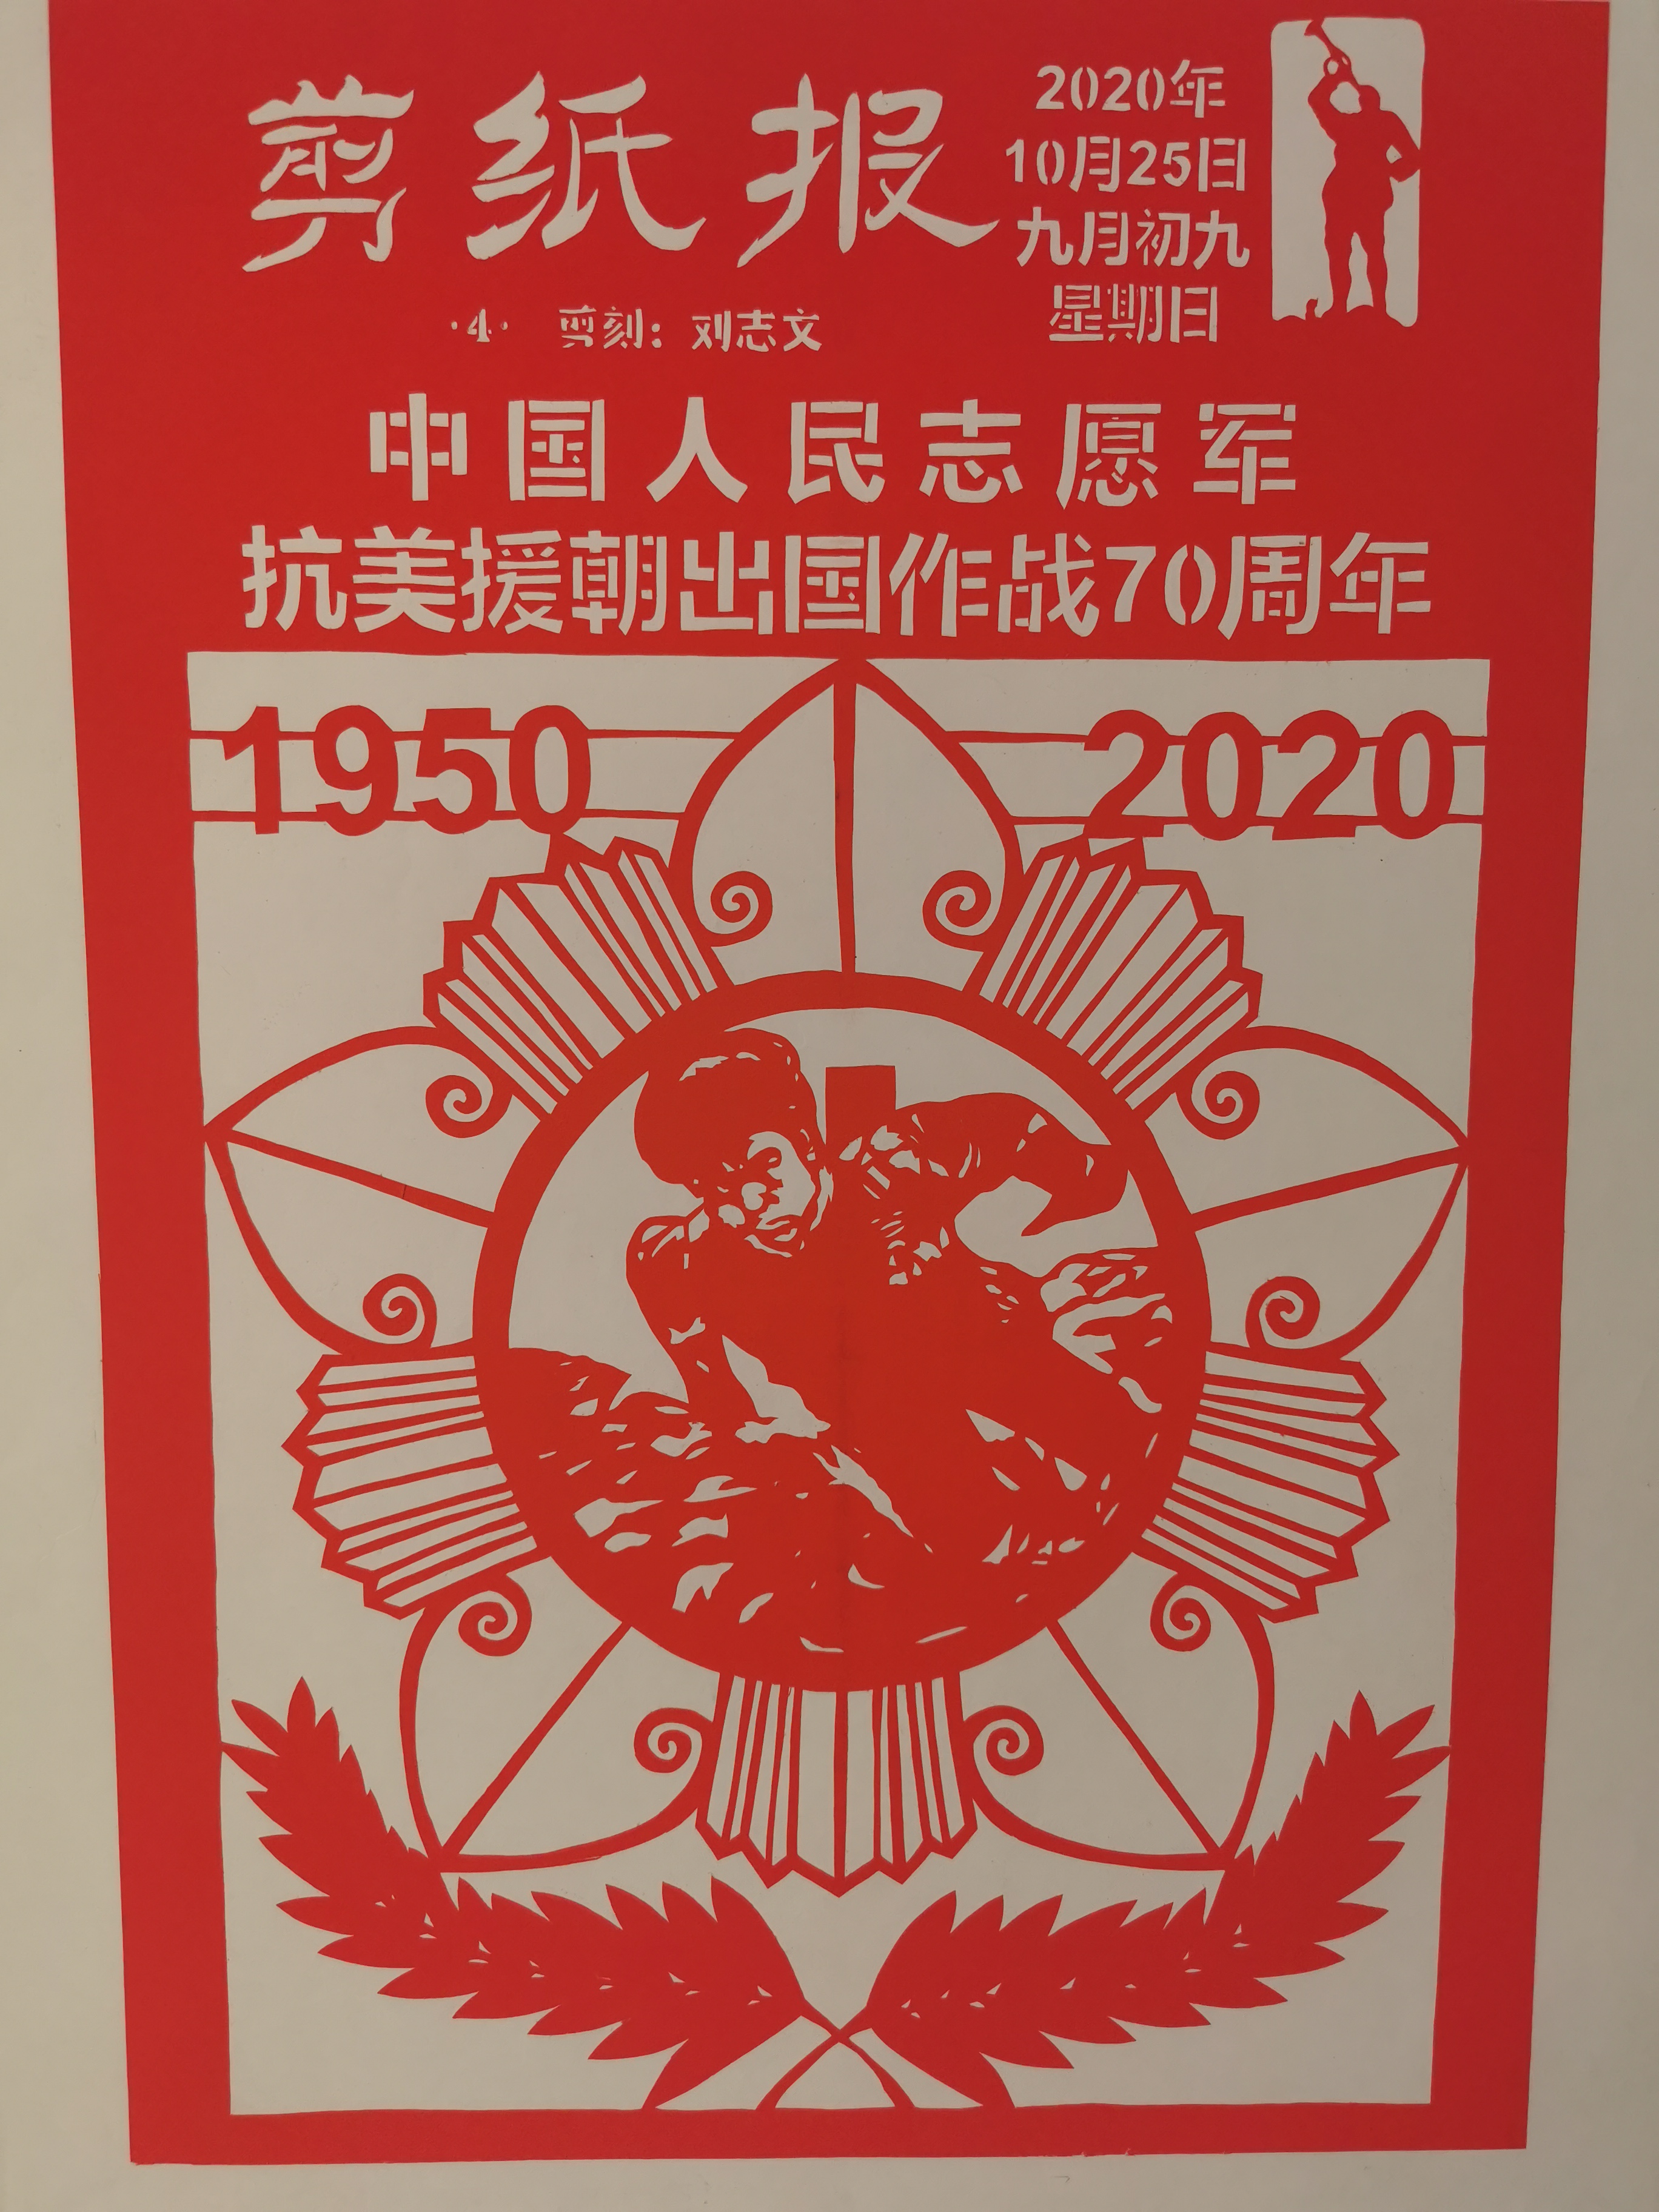 剪纸报
2020年
10月25日
九月初九
星期日
·4· 剪刻：刘志文
中国人民志愿军
抗美援朝出国作战70周年
1950 2020